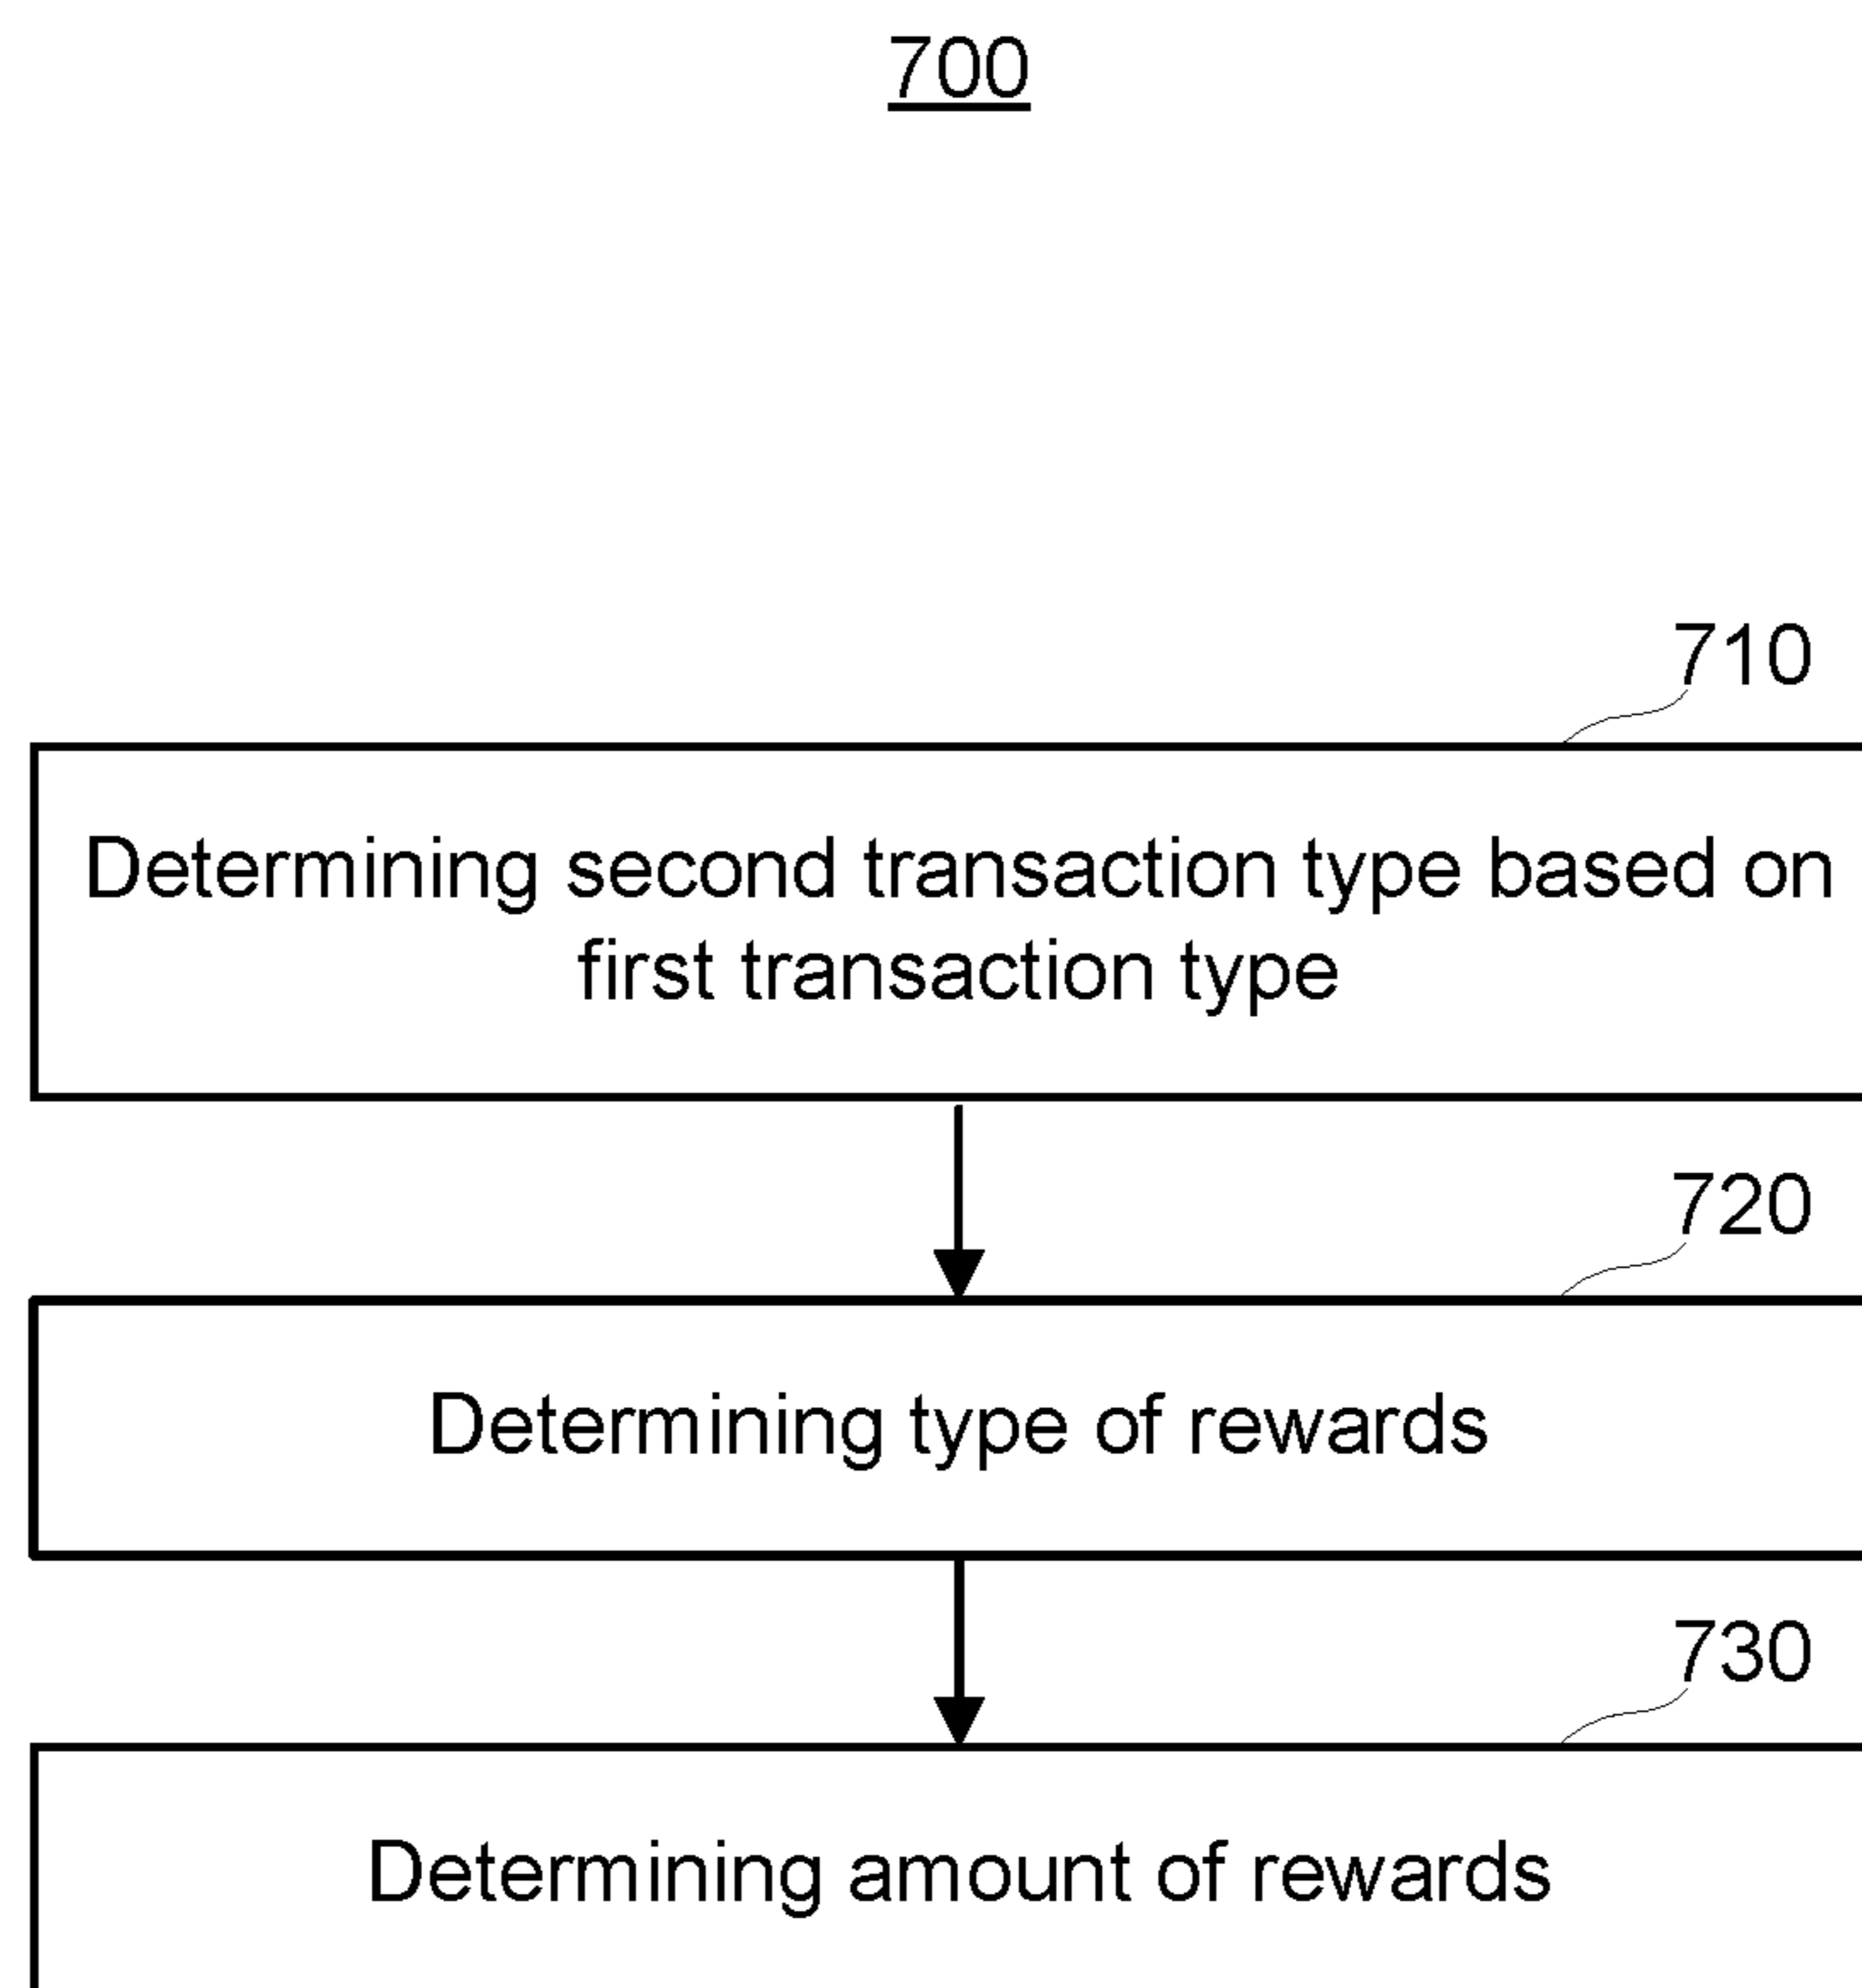 700
710
Determining second transaction type based on
first transaction type
720
Determining type of rewards
730
Determining amount of rewards